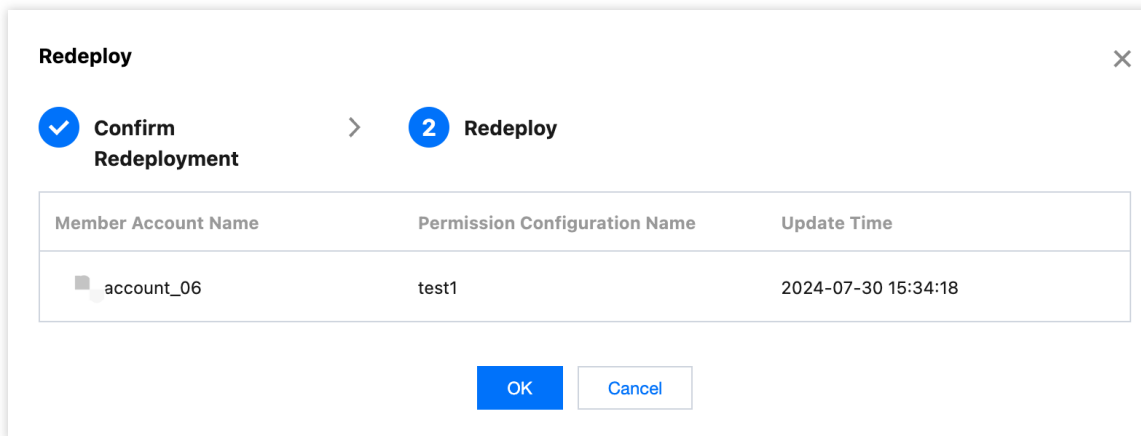 Redeploy
Confirm
Redeployment
2 Redeploy
Member Account Name Permission Configuration Name Update Time
account_06 test1 2024-07-30 15:34:18
OK Cancel